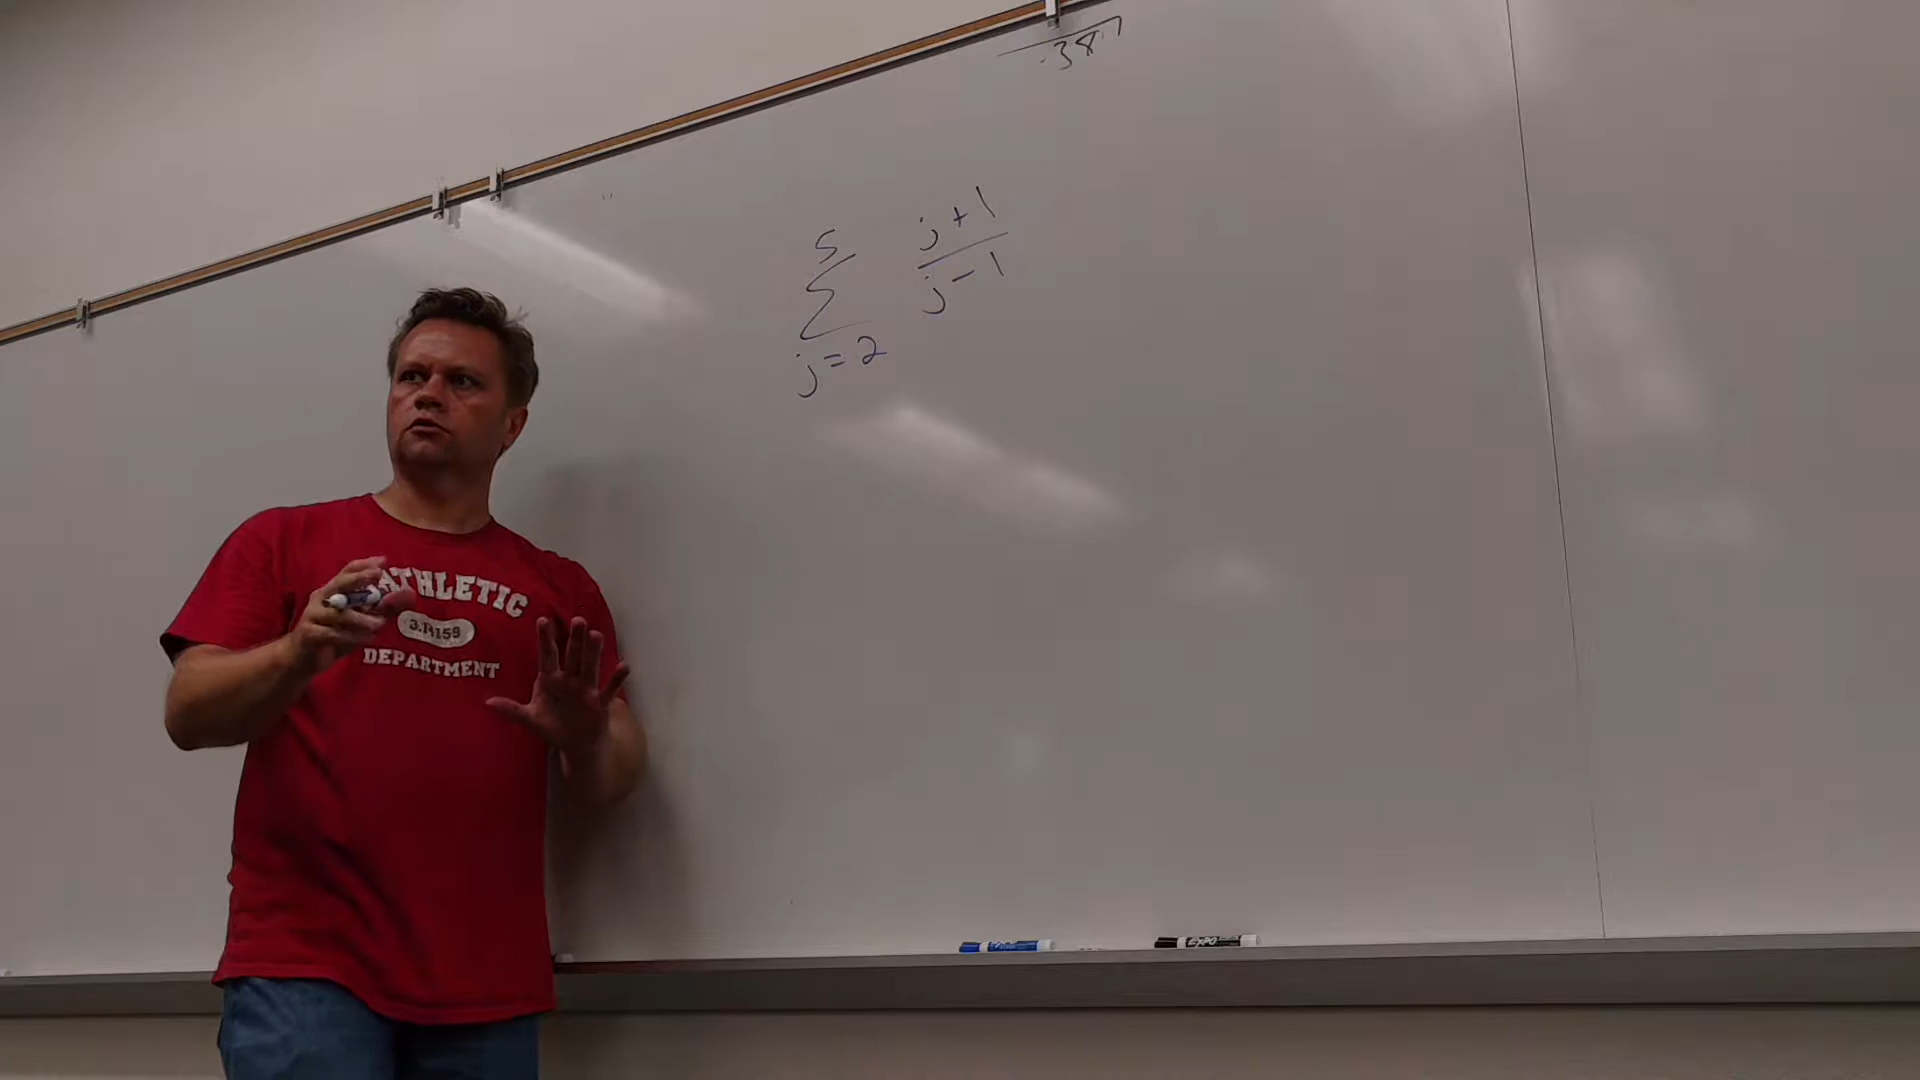 .387
5
∑
j=2
j+1
j-1
ATHLETIC
3.14159
DEPARTMENT
EXPO